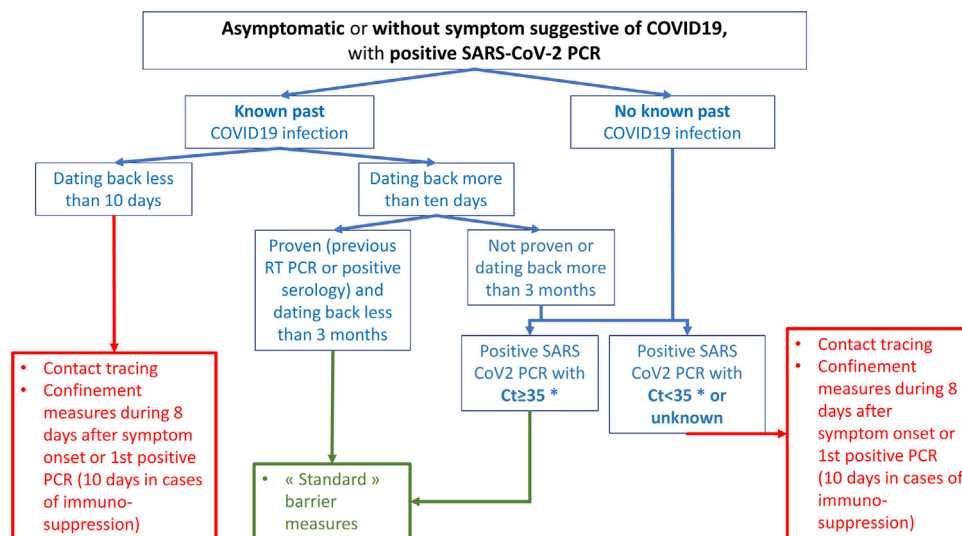 Asymptomatic or without symptom suggestive of COVID19,
with positive SARS-CoV-2 PCR
Known past
COVID19 infection
No known past
COVID19 infection
Dating back less
than 10 days
Dating back more
than ten days
Proven (previous
RT PCR or positive
serology) and
dating back less
than 3 months
Not proven or
dating back more
than 3 months
Positive SARS
CoV2 PCR with
Ct≥35 *
Positive SARS
CoV2 PCR with
Ct<35 * or
unknown
• Contact tracing
• Confinement
measures during 8
days after symptom
onset or 1st positive
PCR (10 days in cases
of immuno-
suppression)
• « Standard »
barrier
measures
• Contact tracing
• Confinement
measures during 8
days after
symptom onset or
1st positive PCR
(10 days in cases of
immuno-
suppression)